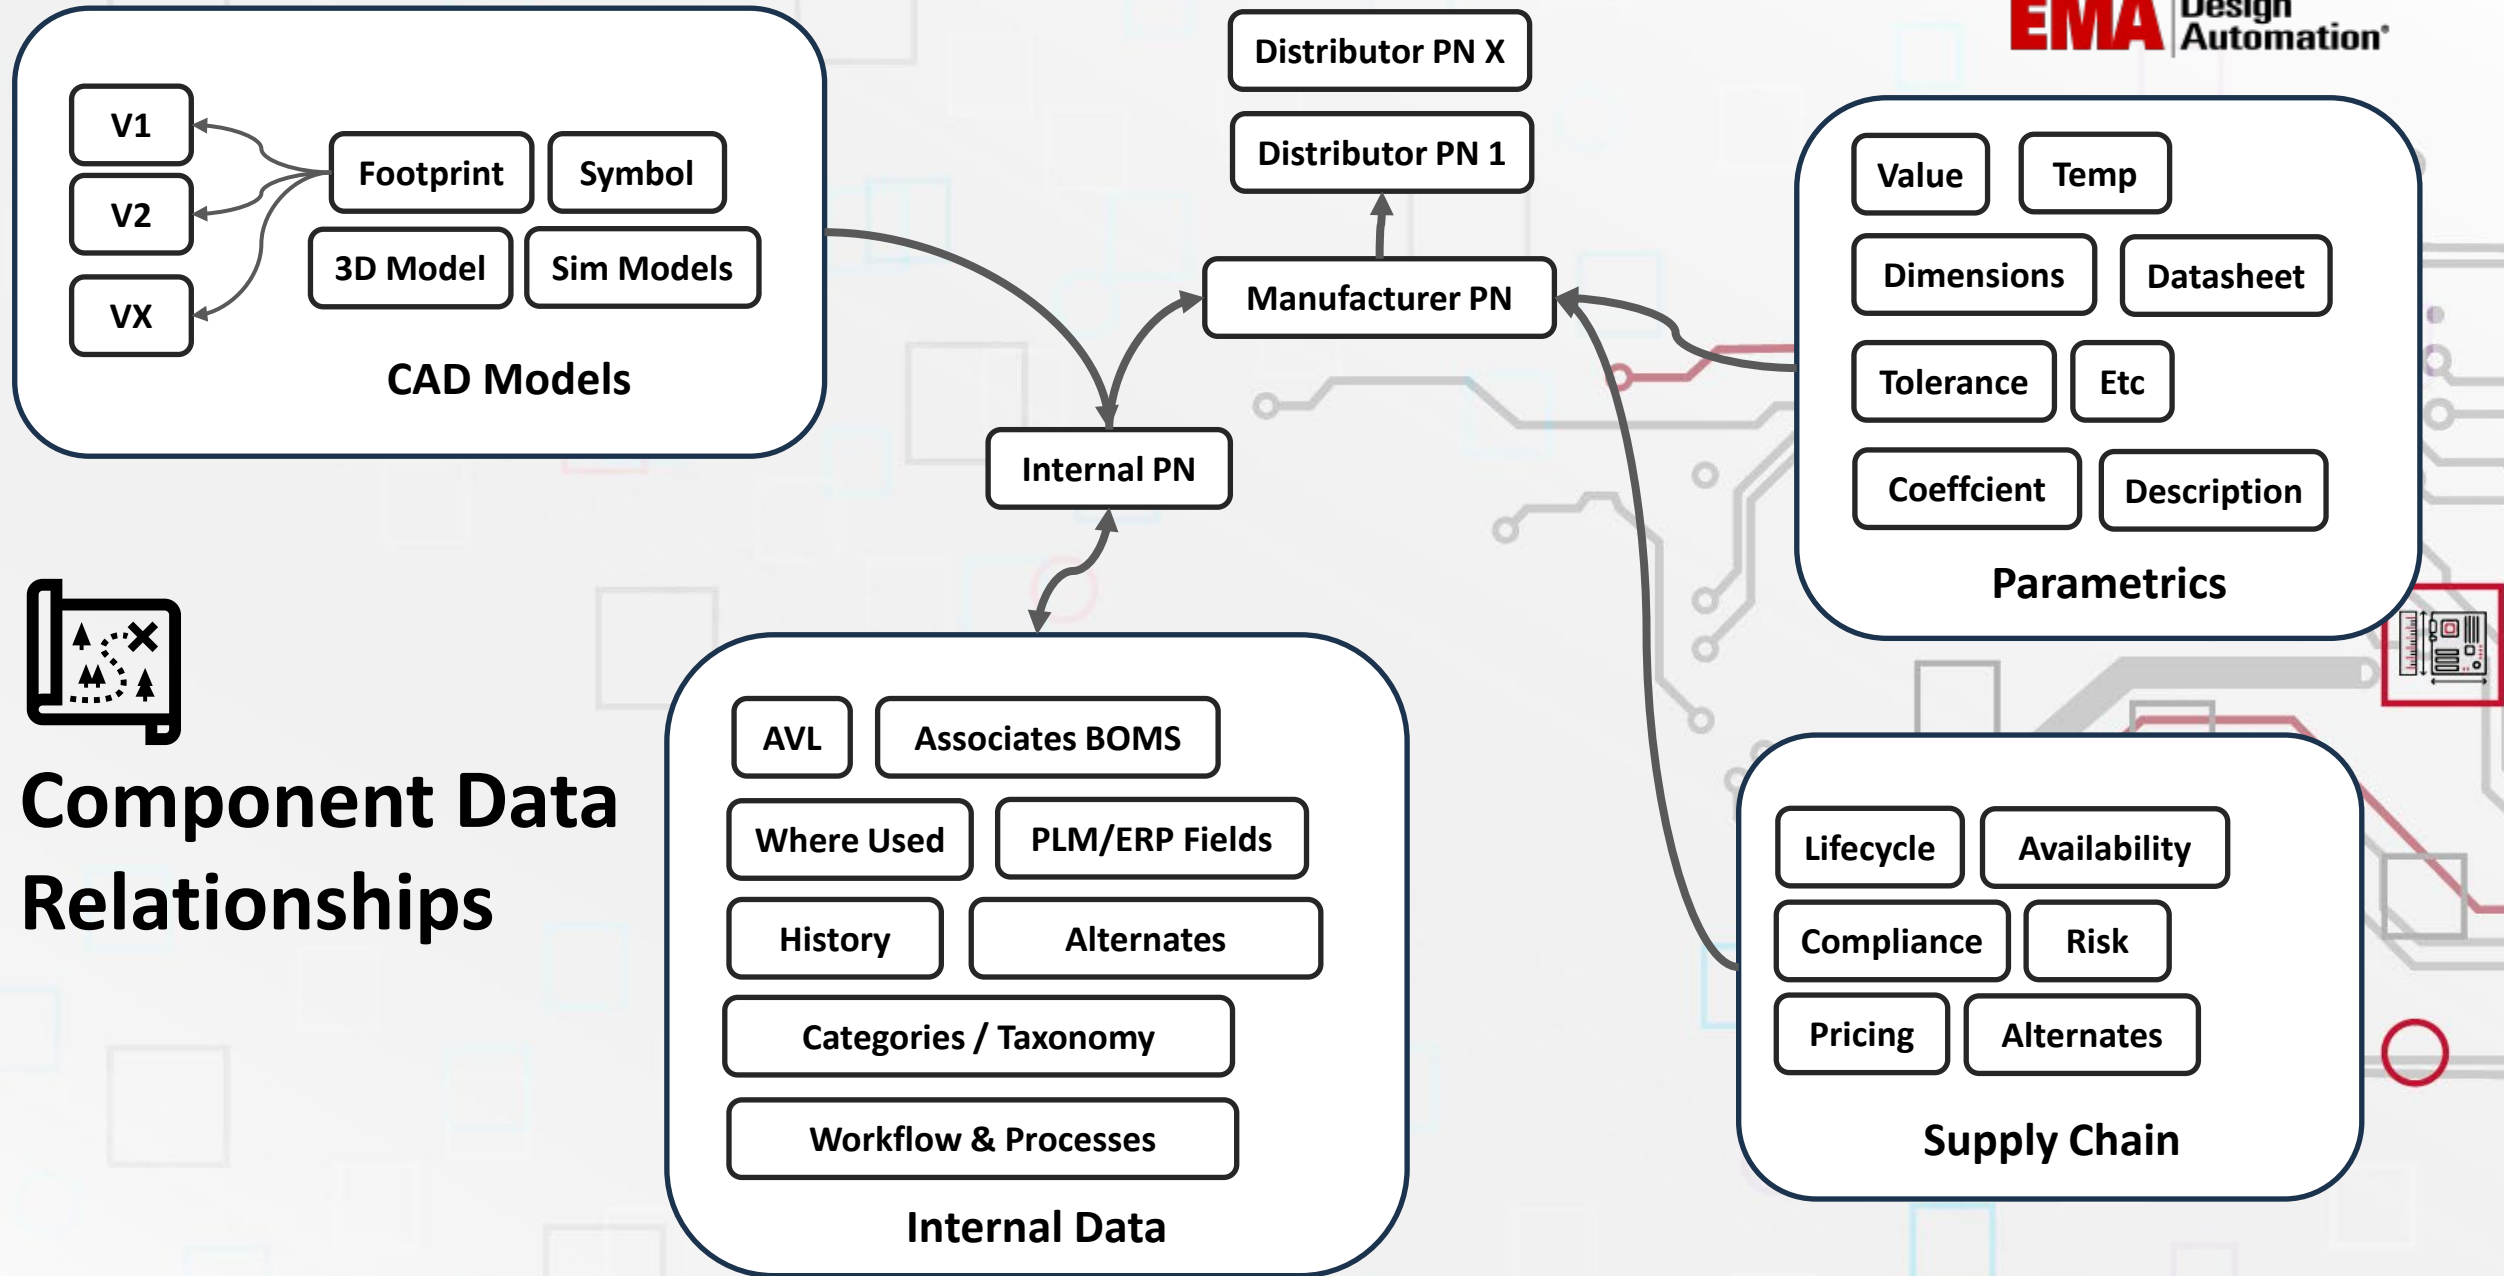 EMA Design
Automation®
V1
V2
VX
Footprint
Symbol
3D Model
Sim Models
CAD Models
Distributor PN X
Distributor PN 1
Manufacturer PN
Internal PN
Value
Temp
Dimensions
Datasheet
Tolerance
Etc
Coeffcient
Description
Parametrics
Component Data
Relationships
AVL
Associates BOMS
Where Used
PLM/ERP Fields
History
Alternates
Categories / Taxonomy
Workflow & Processes
Internal Data
Lifecycle
Availability
Compliance
Risk
Pricing
Alternates
Supply Chain